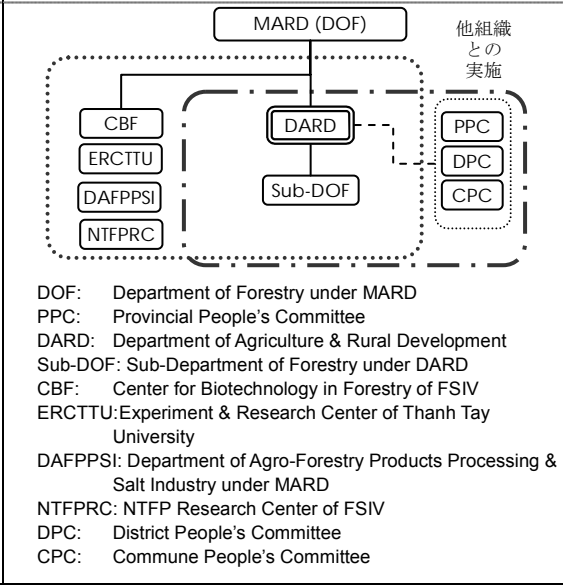 MARD (DOF)
他組織
との
実施
CBF
DARD
PPC
ERCTTU
DPC
DAFPPSI
Sub-DOF
CPC
NTFPRC
DOF: Department of Forestry under MARD
PPC: Provincial People's Committee
DARD: Department of Agriculture & Rural Development
Sub-DOF: Sub-Department of Forestry under DARD
CBF: Center for Biotechnology in Forestry of FSIV
ERCTTU:Experiment & Research Center of Thanh Tay
University
DAFPPSI: Department of Agro-Forestry Products Processing &
Salt Industry under MARD
NTFPRC: NTFP Research Center of FSIV
DPC: District People's Committee
CPC: Commune People's Committee